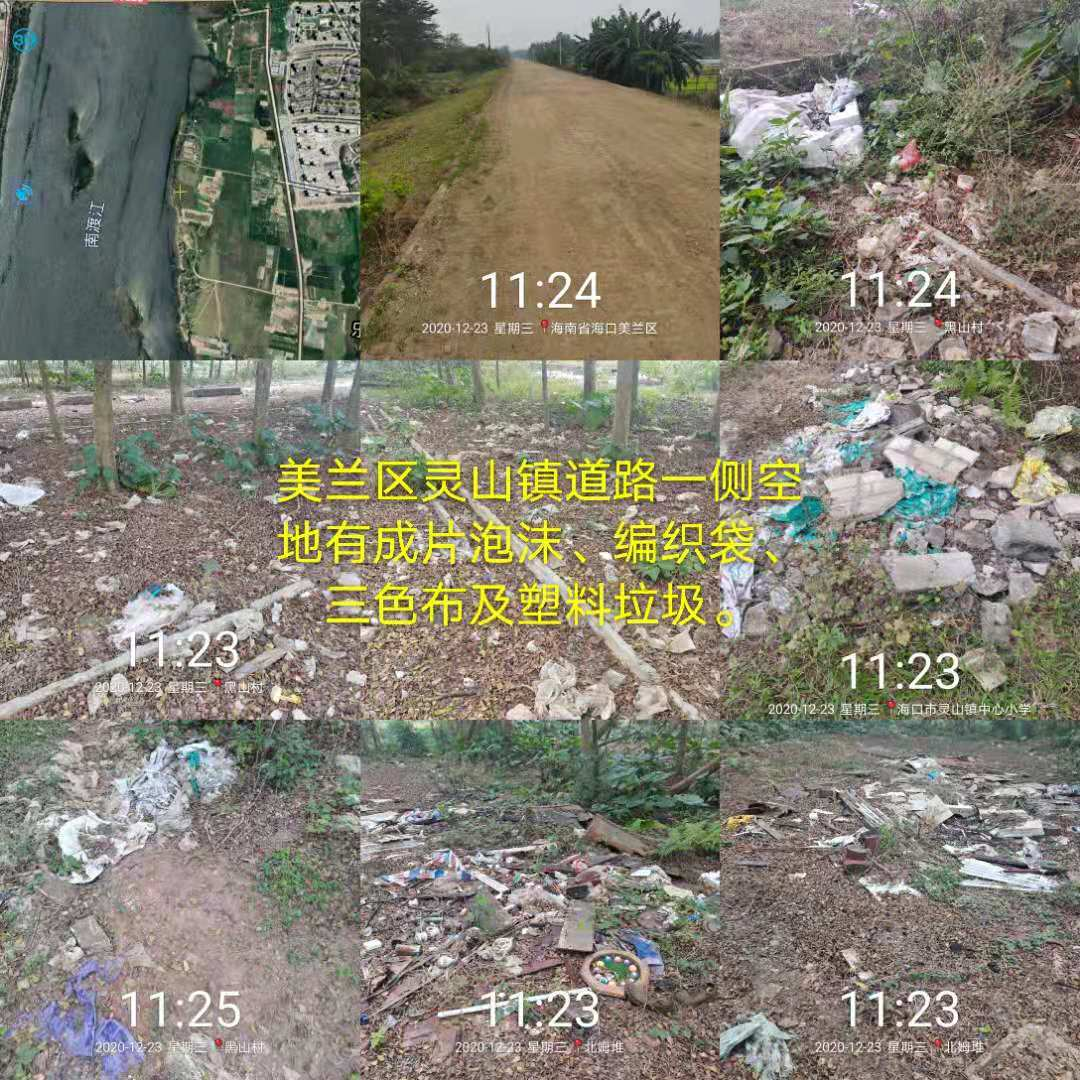 南渡江
11:24
2020-12-23 星期三 海南省海口美兰区
11:24
2020-12-23 星期三 黑山村
美兰区灵山镇道路一侧空
地有成片泡沫、编织袋、
三色布及塑料垃圾。
11:23
2020-12-23 星期三 黑山村
11:23
2020-12-23 星期三 海口市灵山镇中心小学
11:25
2020-12-23 星期三 黑山村
11:23
2020-12-23 星期三 北姆堆
11:23
2020-12-23 星期三 北姆堆